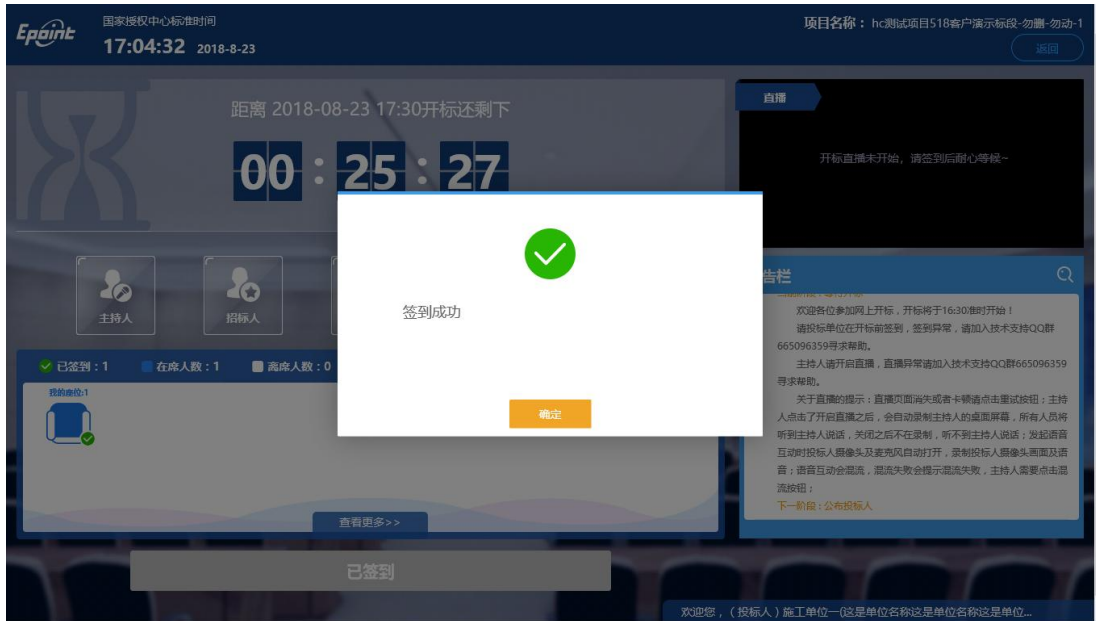 Epoint
国家授权中心标准时间
17:04:32 2018-8-23
项目名称：hc测试项目518客户演示标段-勿删-勿动-1
返回
距离 2018-08-23 17:30开标还剩下
00 : 25 : 27
直播
开标直播未开始，请签到后耐心等候~
主持人
招标人
签到成功
确定
告栏
欢迎各位参加网上开标，开标将于16:30准时开始！
请投标单位在开标前签到，签到异常，请加入技术支持QQ群
665096359寻求帮助。
主持人请开启直播，直播异常请加入技术支持QQ群665096359
寻求帮助。
关于直播的提示：直播页面消失或者卡顿请点击重试按钮；主持
人点击了开启直播之后，会自动录制主持人的桌面屏幕，所有人员将
听到主持人说话，关闭之后不在录制，听不到主持人说话；发起语音
互动时投标人摄像头及麦克风自动打开，录制投标人摄像头画面及语
音；语音互动会混流，混流失败会提示混流失败，主持人需要点击混
流按钮；
下一阶段：公布投标人
已签到：1 在席人数：1 离席人数：0
我的座位:1
查看更多>>
已签到
欢迎您，（投标人）施工单位一(这是单位名称这是单位名称这是单位...